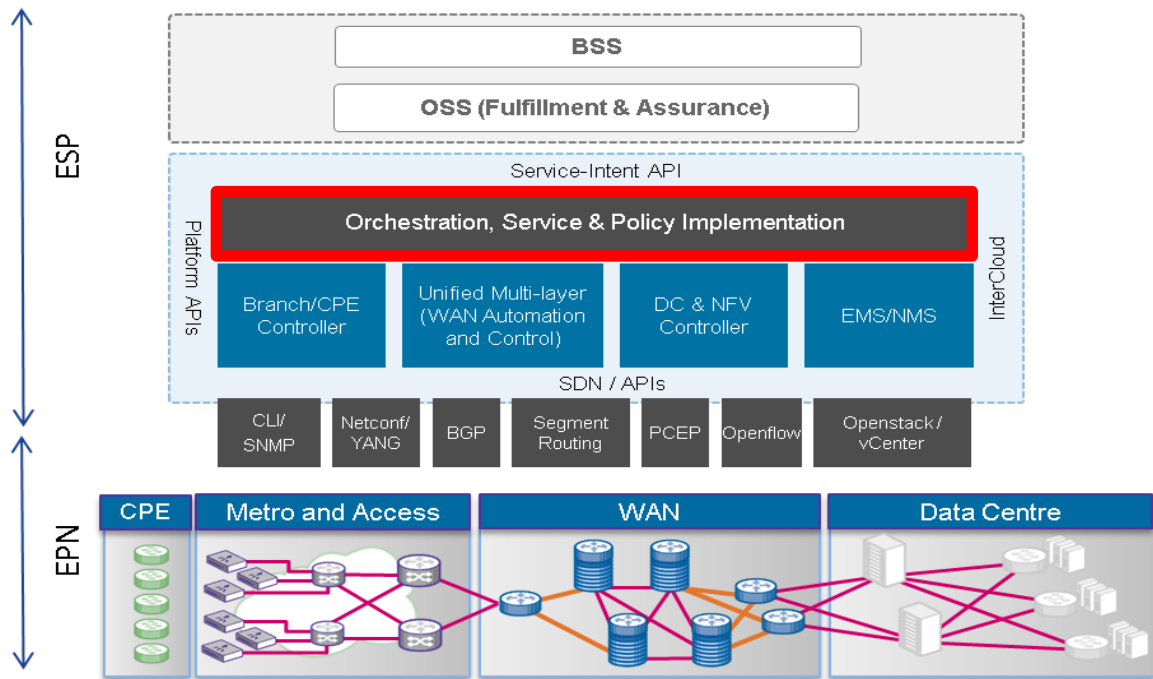 BSS
OSS (Fulfillment & Assurance)
ESP
Service-Intent API
Orchestration, Service & Policy Implementation
Platform APIs
InterCloud
Branch/CPE
Controller
Unified Multi-layer
(WAN Automation
and Control)
DC & NFV
Controller
EMS/NMS
SDN / APIs
CLI/
SNMP
Netconf/
YANG
BGP
Segment
Routing
PCEP
Openflow
Openstack/
vCenter
EPN
CPE
Metro and Access
WAN
Data Centre